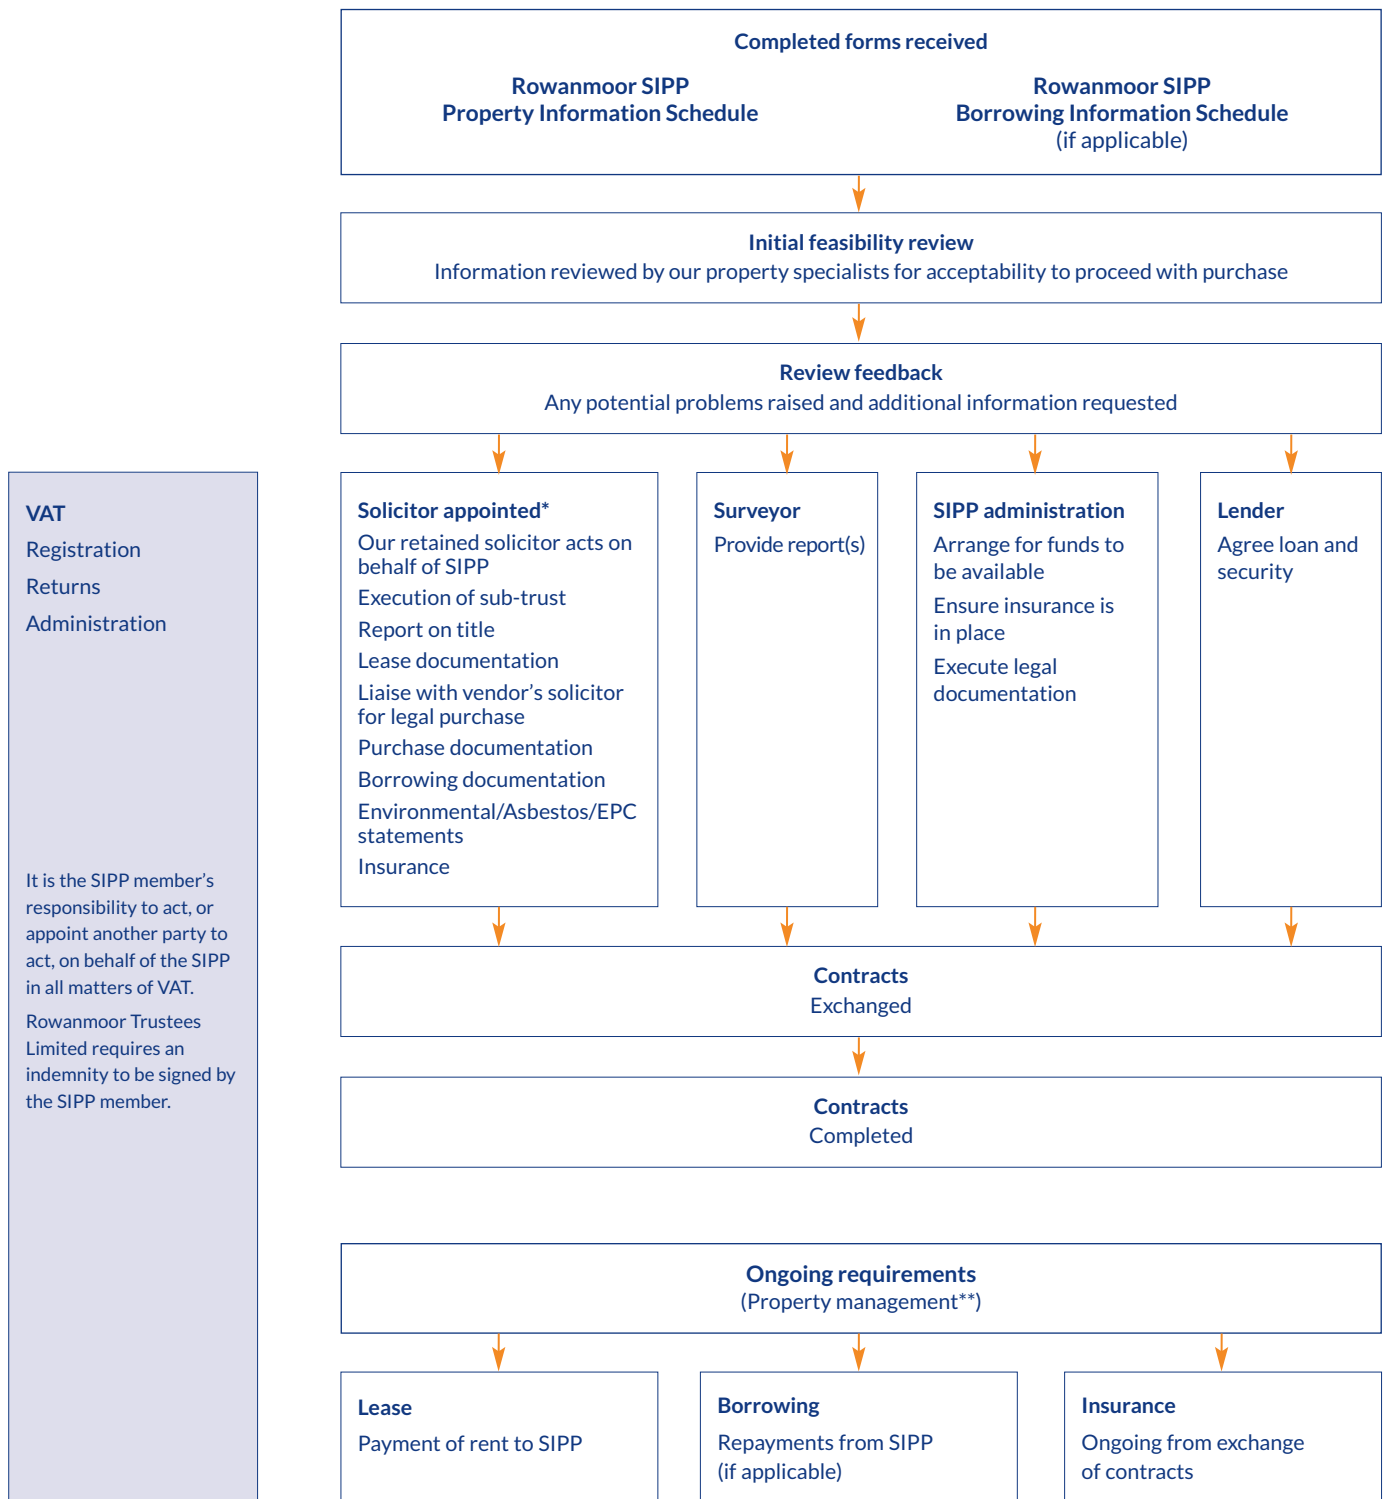 Completed forms received
Rowanmoor SIPP
Property Information Schedule
Rowanmoor SIPP
Borrowing Information Schedule
(if applicable)
Initial feasibility review
Information reviewed by our property specialists for acceptability to proceed with purchase
Review feedback
Any potential problems raised and additional information requested
VAT
Registration
Returns
Administration
It is the SIPP member's
responsibility to act, or
appoint another party to
act, on behalf of the SIPP
in all matters of VAT.
Rowanmoor Trustees
Limited requires an
indemnity to be signed by
the SIPP member.
Solicitor appointed*
Our retained solicitor acts on
behalf of SIPP
Execution of sub-trust
Report on title
Lease documentation
Liaise with vendor's solicitor
for legal purchase
Purchase documentation
Borrowing documentation
Environmental/Asbestos/EPC
statements
Insurance
Surveyor
Provide report(s)
SIPP administration
Arrange for funds to
be available
Ensure insurance is
in place
Execute legal
documentation
Lender
Agree loan and
security
Contracts
Exchanged
Contracts
Completed
Ongoing requirements
(Property management**)
Lease
Payment of rent to SIPP
Borrowing
Repayments from SIPP
(if applicable)
Insurance
Ongoing from exchange
of contracts